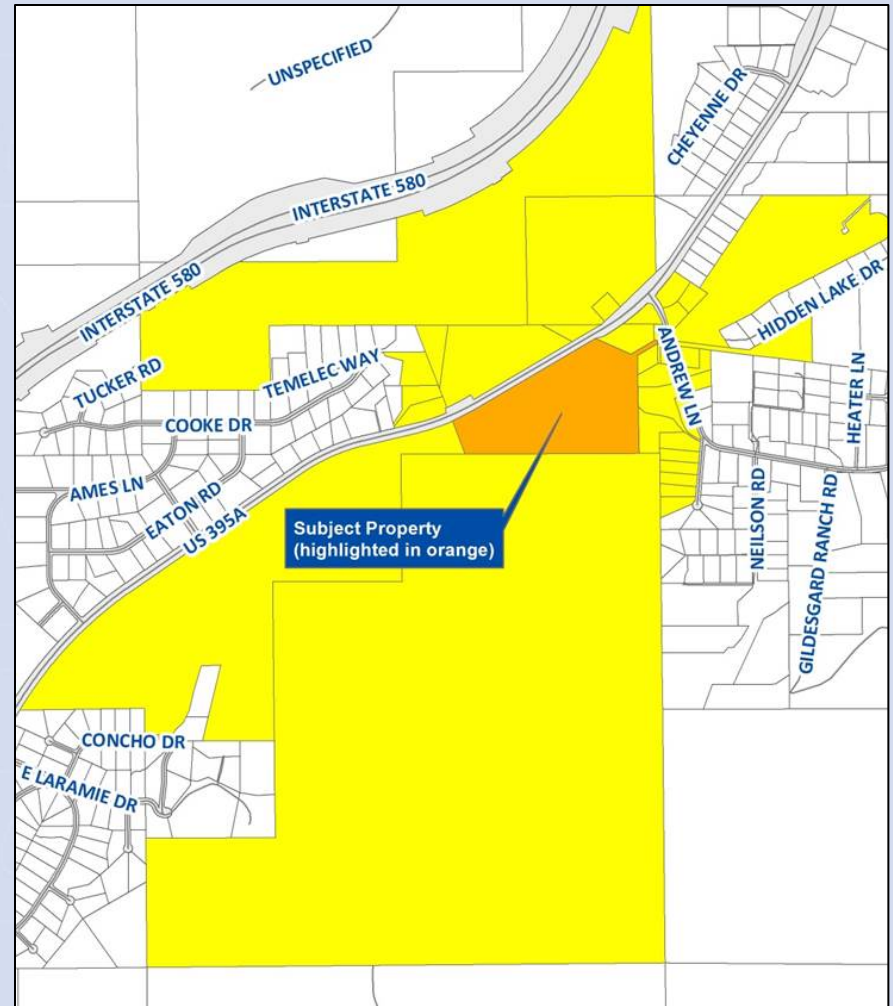 UNSPECIFIED
CHEYENNE DR
INTERSTATE 580
INTERSTATE 580
HIDDEN LAKE DR
TUCKER RD
TEMELEC WAY
ANDREW LN
HEATER LN
COOKE DR
AMES LN
EATON RD
US 395A
NEILSON RD
GILDESGARD RANCH RD
Subject Property
(highlighted in orange)
CONCHO DR
E LARAMIE DR